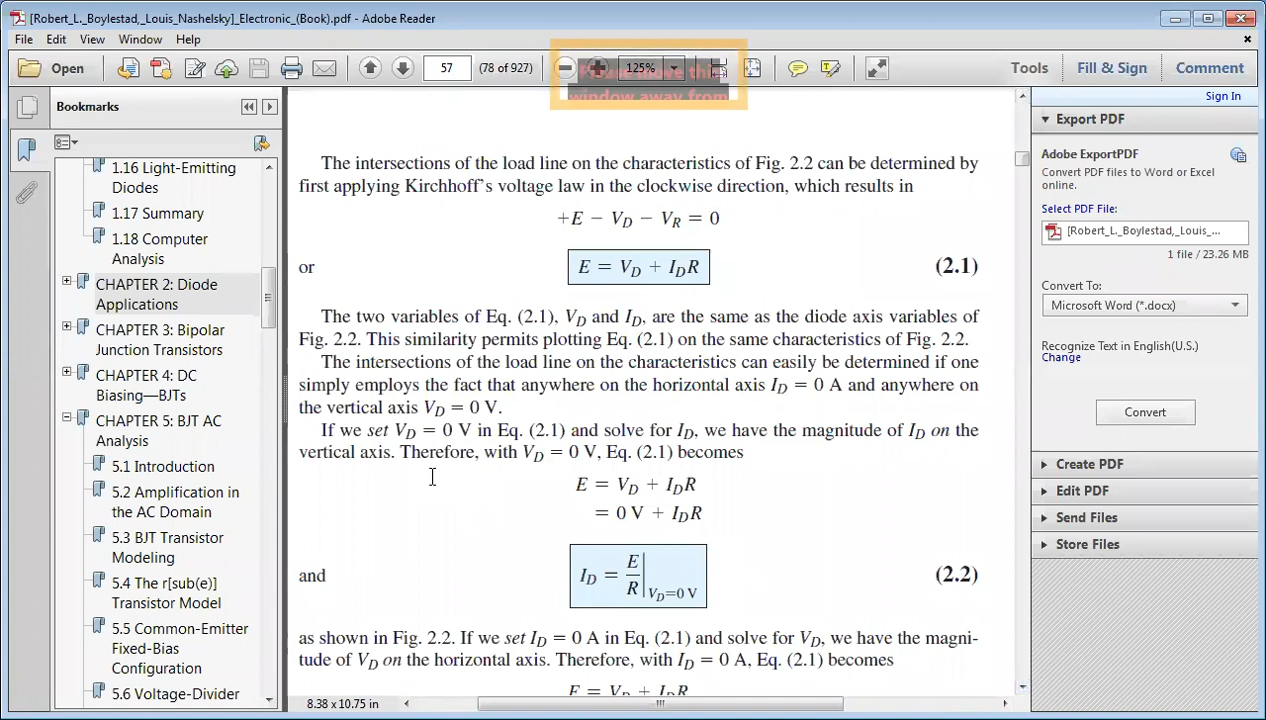 [Robert_L._Boylestad,_Louis_Nashelsky]_Electronic_(Book).pdf - Adobe Reader
File Edit View Window Help
Open 57 (78 of 927) 125% Tools Fill & Sign Comment
window away from
Sign In
Bookmarks
1.16 Light-Emitting
Diodes
1.17 Summary
1.18 Computer
Analysis
CHAPTER 2: Diode
Applications
CHAPTER 3: Bipolar
Junction Transistors
CHAPTER 4: DC
Biasing—BJTs
CHAPTER 5: BJT AC
Analysis
5.1 Introduction
5.2 Amplification in
the AC Domain
5.3 BJT Transistor
Modeling
5.4 The r[sub(e)]
Transistor Model
5.5 Common-Emitter
Fixed-Bias
Configuration
5.6 Voltage-Divider
The intersections of the load line on the characteristics of Fig. 2.2 can be determined by
first applying Kirchhoff's voltage law in the clockwise direction, which results in
+E − V_D − V_R = 0
or E = V_D + I_D R (2.1)
The two variables of Eq. (2.1), V_D and I_D, are the same as the diode axis variables of
Fig. 2.2. This similarity permits plotting Eq. (2.1) on the same characteristics of Fig. 2.2.
The intersections of the load line on the characteristics can easily be determined if one
simply employs the fact that anywhere on the horizontal axis I_D = 0 A and anywhere on
the vertical axis V_D = 0 V.
If we set V_D = 0 V in Eq. (2.1) and solve for I_D, we have the magnitude of I_D on the
vertical axis. Therefore, with V_D = 0 V, Eq. (2.1) becomes
E = V_D + I_D R
= 0 V + I_D R
and I_D = E/R |V_D=0 V (2.2)
as shown in Fig. 2.2. If we set I_D = 0 A in Eq. (2.1) and solve for V_D, we have the magni-
tude of V_D on the horizontal axis. Therefore, with I_D = 0 A, Eq. (2.1) becomes
E = V_D + I_D R
8.38 x 10.75 in
Export PDF
Adobe ExportPDF
Convert PDF files to Word or Excel
online.
Select PDF File:
[Robert_L._Boylestad,_Louis_-...
1 file / 23.26 MB
Convert To:
Microsoft Word (*.docx)
Recognize Text in English(U.S.)
Change
Convert
Create PDF
Edit PDF
Send Files
Store Files